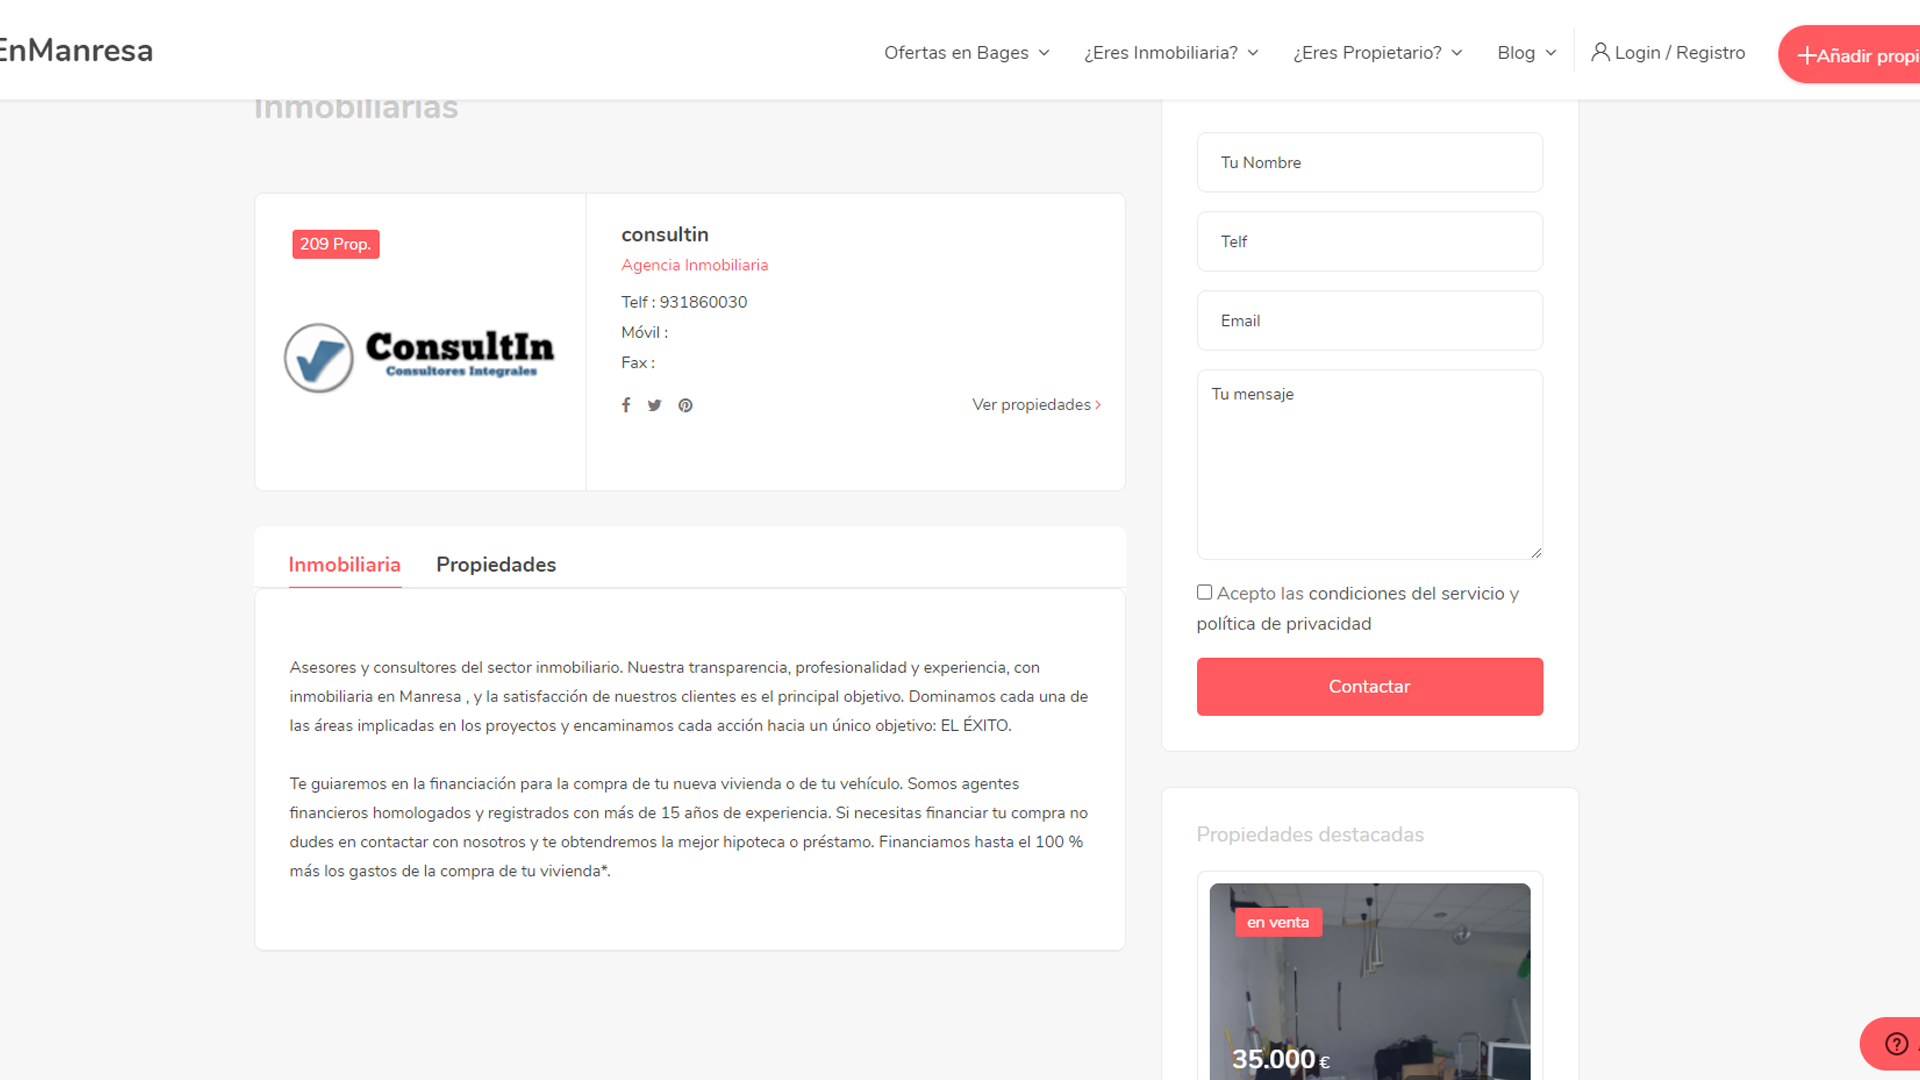 EnManresa
Ofertas en Bages
¿Eres Inmobiliaria?
¿Eres Propietario?
Blog
Login / Registro
Añadir propi
Inmobiliarias
209 Prop.
ConsultIn
Consultores Integrales
consultin
Agencia Inmobiliaria
Telf : 931860030
Móvil :
Fax :
Ver propiedades
Inmobiliaria
Propiedades
Asesores y consultores del sector inmobiliario. Nuestra transparencia, profesionalidad y experiencia, con
inmobiliaria en Manresa , y la satisfacción de nuestros clientes es el principal objetivo. Dominamos cada una de
las áreas implicadas en los proyectos y encaminamos cada acción hacia un único objetivo: EL ÉXITO.
Te guiaremos en la financiación para la compra de tu nueva vivienda o de tu vehículo. Somos agentes
financieros homologados y registrados con más de 15 años de experiencia. Si necesitas financiar tu compra no
dudes en contactar con nosotros y te obtendremos la mejor hipoteca o préstamo. Financiamos hasta el 100 %
más los gastos de la compra de tu vivienda*.
Tu Nombre
Telf
Email
Tu mensaje
Acepto las condiciones del servicio y
política de privacidad
Contactar
Propiedades destacadas
en venta
35.000 €